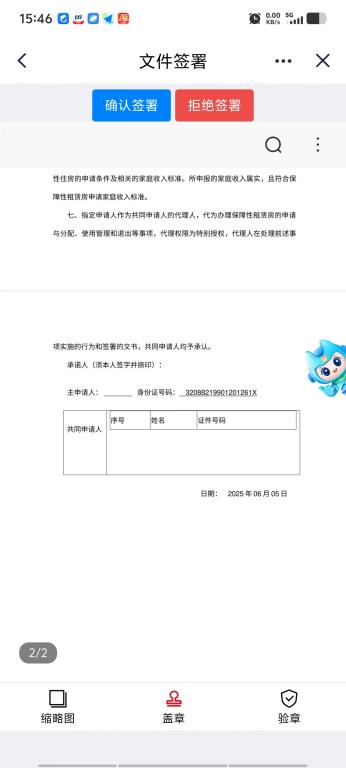 15:46
0.00 KB/s 5G
文件签署
确认签署 拒绝签署
性住房的申请条件及相关的家庭收入标准。所申报的家庭收入属实，且符合保
障性租赁房申请家庭收入标准。
七、指定申请人作为共同申请人的代理人，代为办理保障性租赁房的申请
与分配、使用管理和退出等事项，代理权限为特别授权，代理人在处理前述事
项实施的行为和签署的文书，共同申请人均予承认。
承诺人（须本人签字并捺印）：
主申请人： 身份证号码： 32088219901201261X
共同申请人 序号 姓名 证件号码
日期： 2025 年 06 月 05 日
2/2
缩略图 盖章 验章